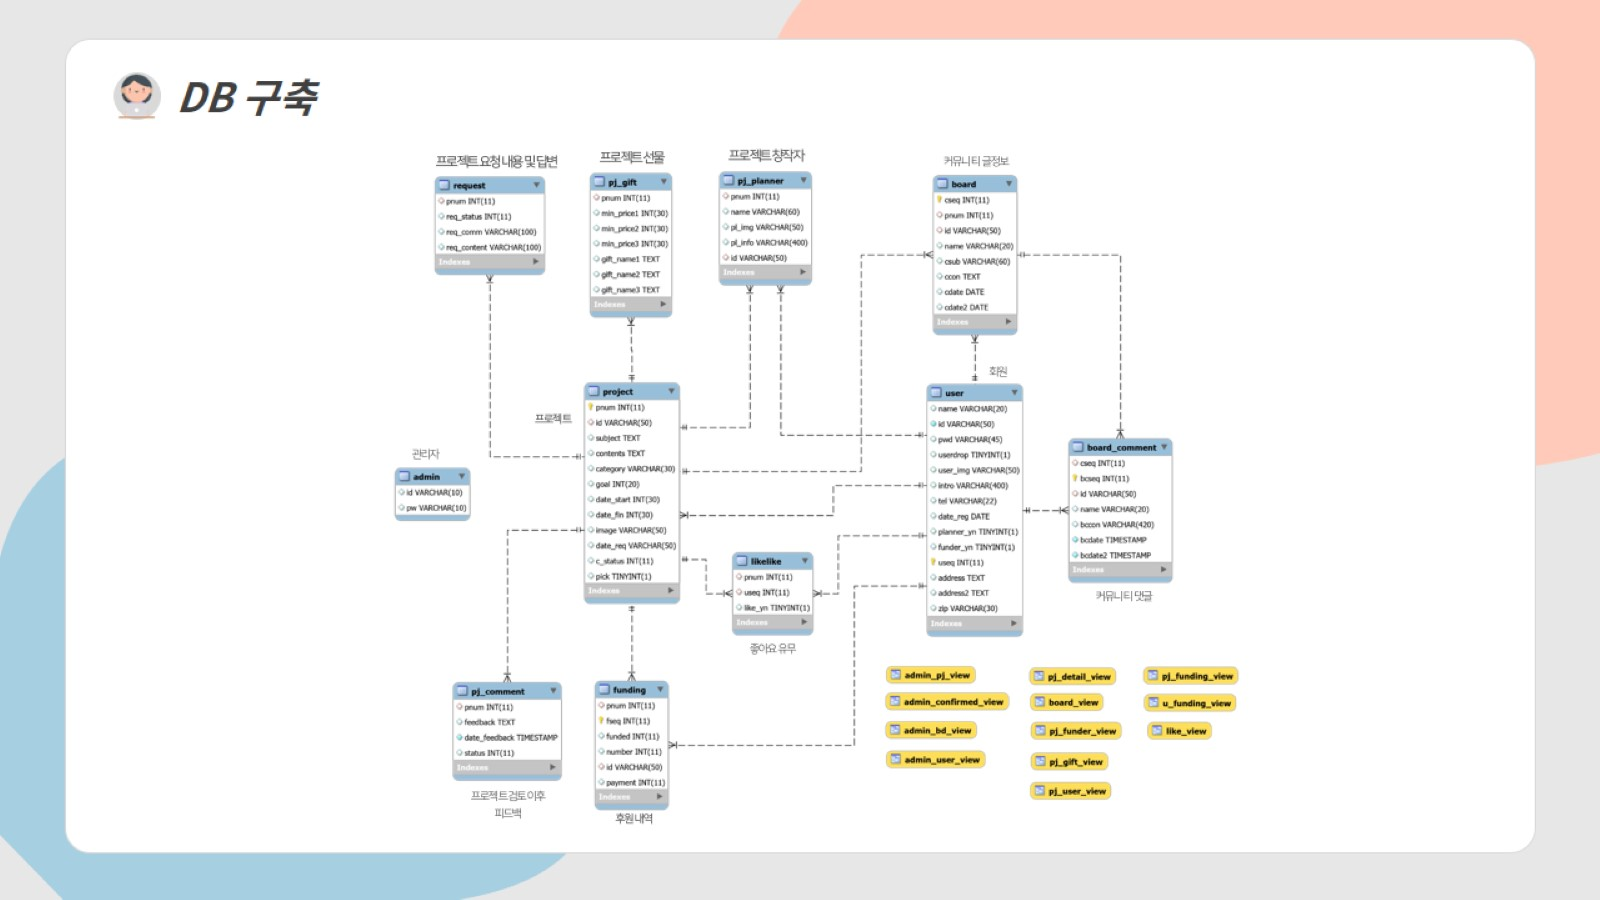 DB 구축
프로젝트 요청 내용 및 답변
request
pnum INT(11)
req_status INT(11)
req_comm VARCHAR(100)
req_content VARCHAR(100)
Indexes
프로젝트 선물
pj_gift
pnum INT(11)
min_price1 INT(30)
min_price2 INT(30)
min_price3 INT(30)
gift_name1 TEXT
gift_name2 TEXT
gift_name3 TEXT
Indexes
프로젝트 창작자
pj_planner
pnum INT(11)
name VARCHAR(60)
pl_img VARCHAR(50)
pl_info VARCHAR(400)
id VARCHAR(50)
Indexes
커뮤니티 글정보
board
cseq INT(11)
pnum INT(11)
id VARCHAR(50)
name VARCHAR(20)
csub VARCHAR(60)
ccon TEXT
cdate DATE
cdate2 DATE
Indexes
프로젝트
project
pnum INT(11)
id VARCHAR(50)
subject TEXT
contents TEXT
category VARCHAR(30)
goal INT(20)
date_start INT(30)
date_fin INT(30)
image VARCHAR(50)
date_req VARCHAR(50)
c_status INT(11)
pick TINYINT(1)
Indexes
회원
user
name VARCHAR(20)
id VARCHAR(50)
pwd VARCHAR(45)
userdrop TINYINT(1)
user_img VARCHAR(50)
intro VARCHAR(400)
tel VARCHAR(22)
date_reg DATE
planner_yn TINYINT(1)
funder_yn TINYINT(1)
useq INT(11)
address TEXT
address2 TEXT
zip VARCHAR(30)
Indexes
board_comment
cseq INT(11)
bcseq INT(11)
id VARCHAR(50)
name VARCHAR(20)
bccon VARCHAR(420)
bcdate TIMESTAMP
bcdate2 TIMESTAMP
Indexes
커뮤니티 댓글
관리자
admin
id VARCHAR(10)
pw VARCHAR(10)
likelike
pnum INT(11)
useq INT(11)
like_yn TINYINT(1)
Indexes
좋아요 유무
pj_comment
pnum INT(11)
feedback TEXT
date_feedback TIMESTAMP
status INT(11)
Indexes
프로젝트 검토 이후
피드백
funding
pnum INT(11)
fseq INT(11)
funded INT(11)
number INT(11)
id VARCHAR(50)
payment INT(11)
Indexes
후원 내역
admin_pj_view
admin_confirmed_view
admin_bd_view
admin_user_view
pj_detail_view
board_view
pj_funder_view
pj_gift_view
pj_user_view
pj_funding_view
u_funding_view
like_view